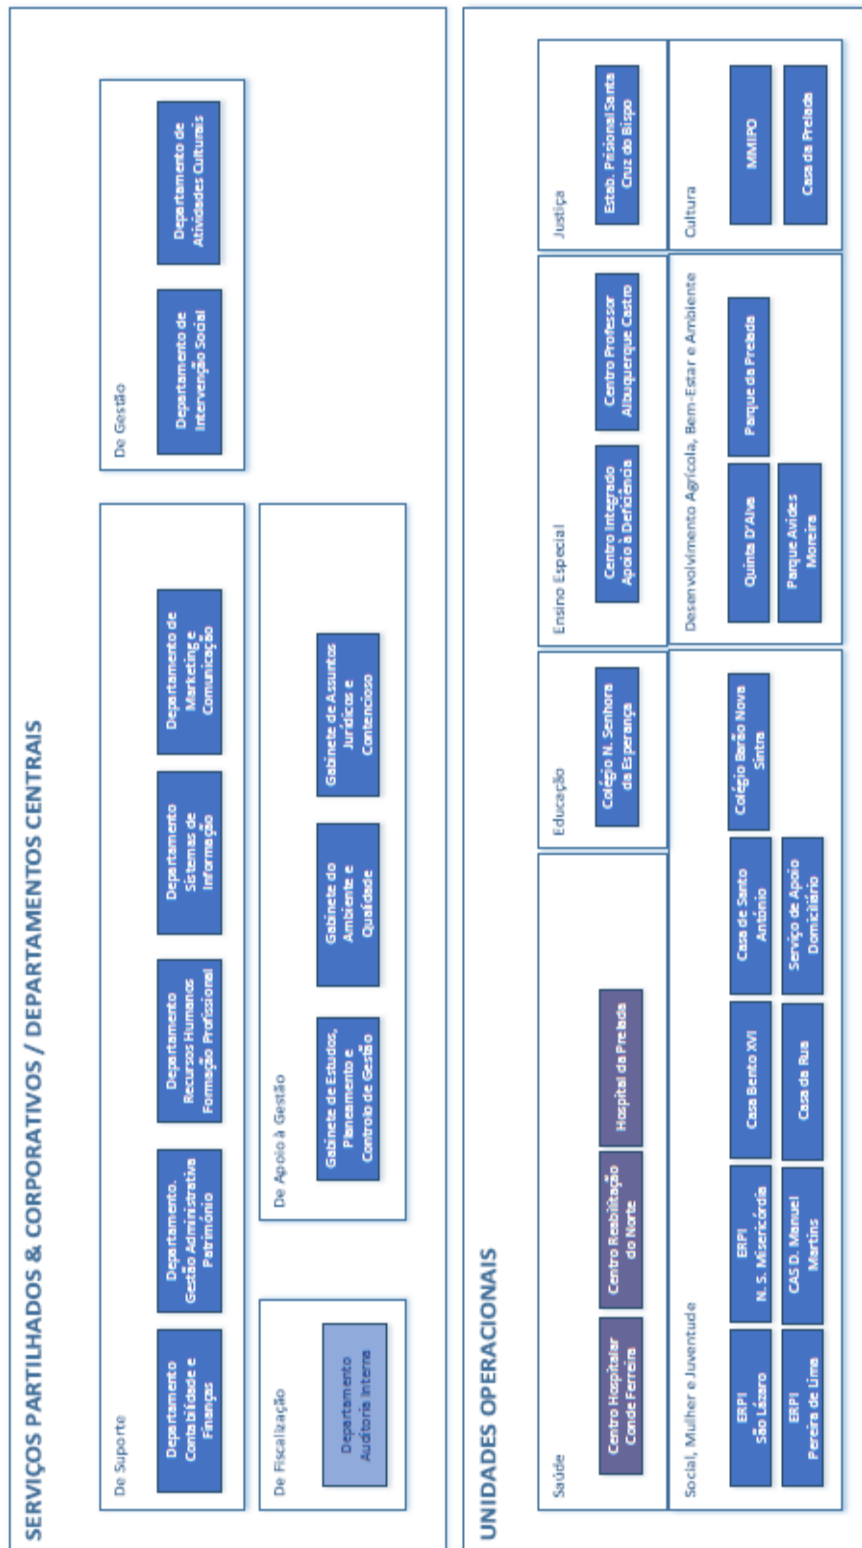 SERVIÇOS PARTILHADOS & CORPORATIVOS / DEPARTAMENTOS CENTRAIS
De Suporte
Departamento
Contabilidade e
Finanças
Departamento.
Gestão Administrativa
Património
Departamento
Recursos Humanos
Formação Profissional
Departamento
Sistemas de
Informação
Departamento de
Marketing e
Comunicação
De Gestão
Departamento de
Intervenção Social
Departamento de
Atividades Culturais
De Fiscalização
Departamento
Auditoria Interna
De Apoio à Gestão
Gabinete de Estudos,
Planeamento e
Controlo de Gestão
Gabinete do
Ambiente e
Qualidade
Gabinete de Assuntos
Jurídicos e
Contencioso
UNIDADES OPERACIONAIS
Saúde
Centro Hospitalar
Conde Ferreira
Centro Reabilitação
do Norte
Hospital da Prelada
Educação
Colégio N. Senhora
da Esperança
Ensino Especial
Centro Integrado
Apoio à Deficiência
Centro Professor
Albuquerque Castro
Justiça
Estab. Prisional Santa
Cruz do Bispo
Social, Mulher e Juventude
ERPI
São Lázaro
ERPI
N. S. Misericórdia
Casa Bento XVI
Casa de Santo
António
Colégio Barão Nova
Sintra
ERPI
Pereira de Lima
CAS D. Manuel
Martins
Casa da Rua
Serviço de Apoio
Domiciliário
Desenvolvimento Agrícola, Bem-Estar e Ambiente
Quinta D'Alva
Parque da Prelada
Parque Avides
Moreira
Cultura
MMIPO
Casa da Prelada